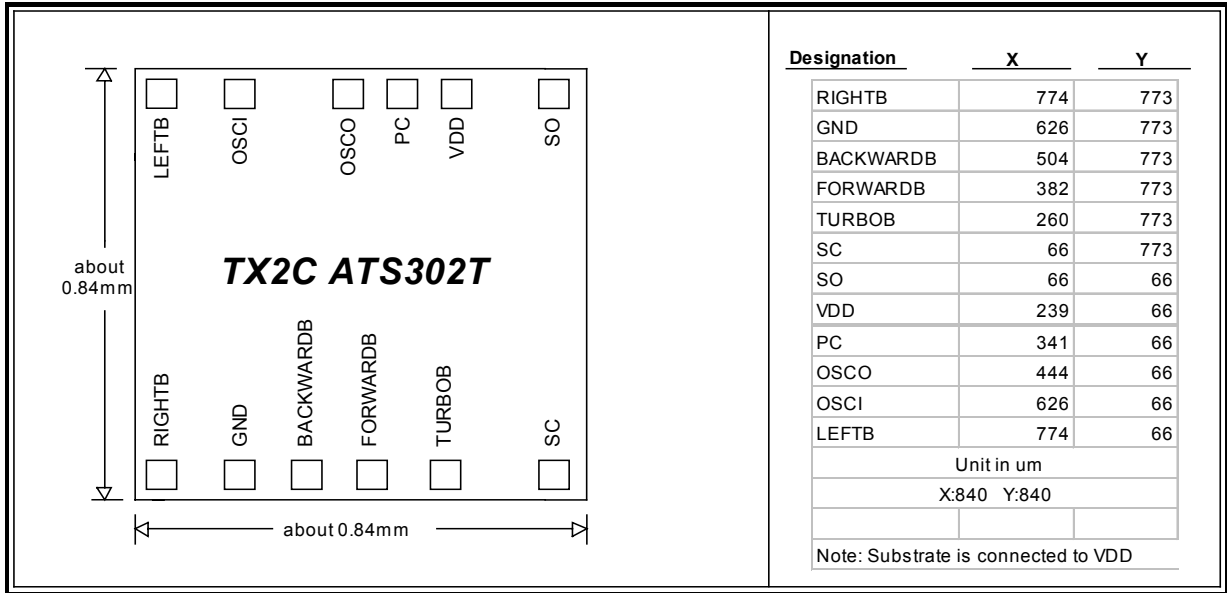 LEFTB
OSCI
OSCO
PC
VDD
SO
about
0.84mm
TX2C ATS302T
RIGHTB
GND
BACKWARDB
FORWARDB
TURBOB
SC
about 0.84mm
Designation X Y
RIGHTB 774 773
GND 626 773
BACKWARDB 504 773
FORWARDB 382 773
TURBOB 260 773
SC 66 773
SO 66 66
VDD 239 66
PC 341 66
OSCO 444 66
OSCI 626 66
LEFTB 774 66
Unit in um
X:840 Y:840
Note: Substrate is connected to VDD